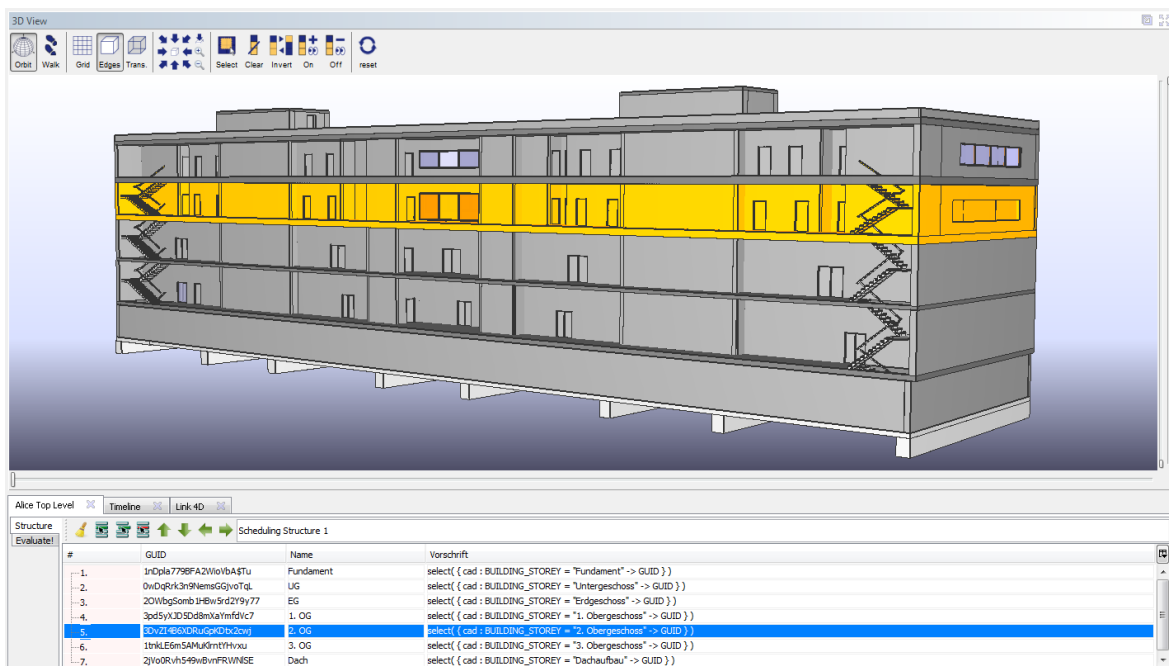 3D View
Orbit Walk Grid Edges Trans. Select Clear Invert On Off reset
Alice Top Level Timeline Link 4D
Structure Scheduling Structure 1
Evaluate!
# GUID Name Vorschrift
1. 1nDpla779BFA2WioVbA$Tu Fundament select( { cad : BUILDING_STOREY = "Fundament" -> GUID } )
2. 0wDqRrk3n9NemsGGjvoTqL UG select( { cad : BUILDING_STOREY = "Untergeschoss" -> GUID } )
3. 2OWbgSomb1HBw5rd2Y9y77 EG select( { cad : BUILDING_STOREY = "Erdgeschoss" -> GUID } )
4. 3pd5yXJD5Dd8mXaYmfdVc7 1. OG select( { cad : BUILDING_STOREY = "1. Obergeschoss" -> GUID } )
5. 3DvZI4B6XDRuGpKDtx2cwj 2. OG select( { cad : BUILDING_STOREY = "2. Obergeschoss" -> GUID } )
6. 1tnkLE6m5AMuKlrntYHvxu 3. OG select( { cad : BUILDING_STOREY = "3. Obergeschoss" -> GUID } )
7. 2jVo0Rvh549wBvnFRWNlSE Dach select( { cad : BUILDING_STOREY = "Dachaufbau" -> GUID } )